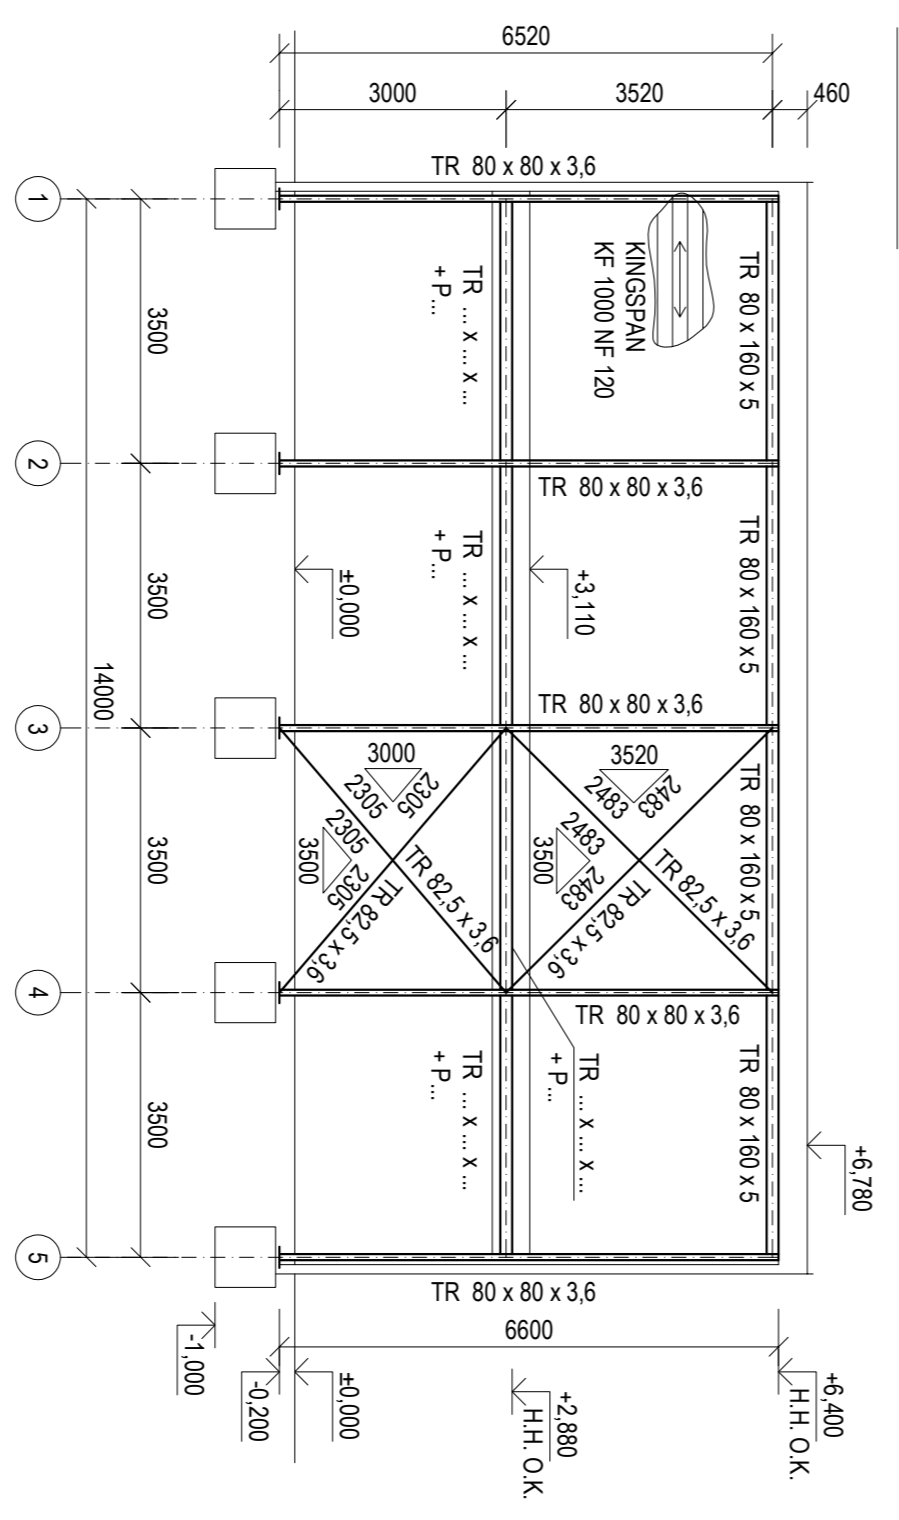 6520
3000
3520
460
TR 80 x 80 x 3,6
1
3500
TR ... x ... x ...
+ P...
KINGSPAN
KF 1000 NF 120
TR 80 x 160 x 5
2
TR 80 x 80 x 3,6
3500
±0,000
TR ... x ... x ...
+ P...
+3,110
TR 80 x 160 x 5
14000
3
TR 80 x 80 x 3,6
3500
3000
2305
2305
3500
2305
2305
TR 82,5 x 3,6
TR 82,5 x 3,6
3520
2483
2483
3500
2483
2483
TR 82,5 x 3,6
TR 82,5 x 3,6
TR 80 x 160 x 5
4
TR 80 x 80 x 3,6
3500
TR ... x ... x ...
+ P...
TR ... x ... x ...
+ P...
TR 80 x 160 x 5
+6,780
5
TR 80 x 80 x 3,6
6600
-1,000
-0,200
±0,000
+2,880
H.H. O.K.
+6,400
H.H. O.K.